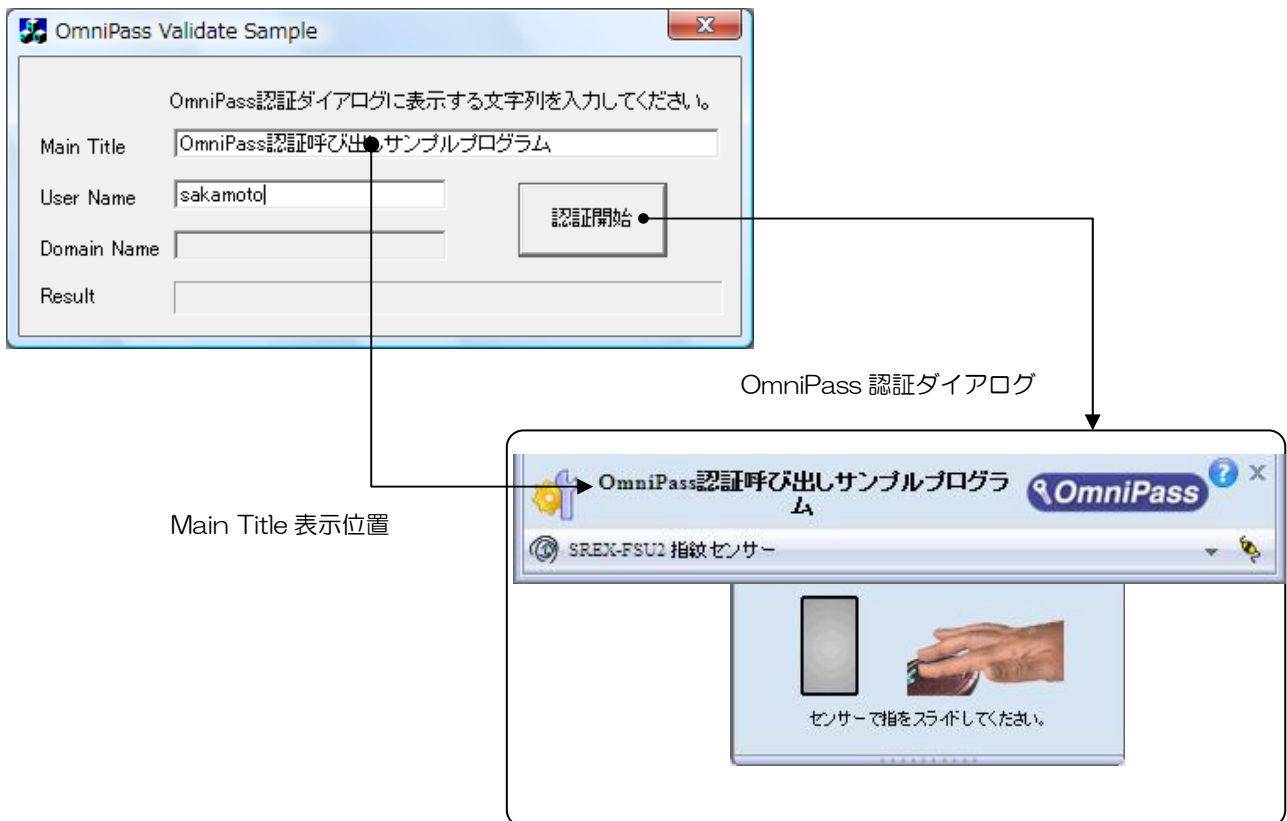 OmniPass Validate Sample
OmniPass認証ダイアログに表示する文字列を入力してください。
Main Title
OmniPass認証呼び出しサンプルプログラム
User Name
sakamoto
認証開始
Domain Name
Result
OmniPass 認証ダイアログ
OmniPass認証呼び出しサンプルプログラ
ム
OmniPass
Main Title 表示位置
SREX-FSU2 指紋センサー
センサーで指をスライドしてください。